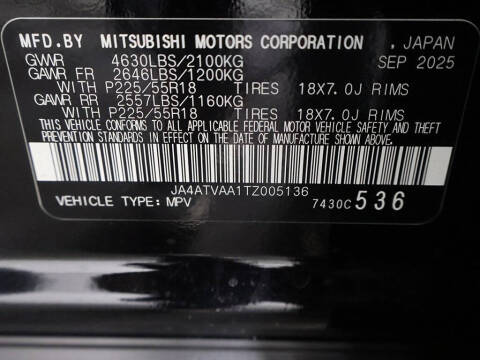 MFD.BY MITSUBISHI MOTORS CORPORATION , JAPAN
GVWR 4630LBS/2100KG SEP 2025
GAWR FR 2646LBS/1200KG
WITH P225/55R18 TIRES 18X7.0J RIMS
GAWR RR 2557LBS/1160KG
WITH P225/55R18 TIRES 18X7.0J RIMS
THIS VEHICLE CONFORMS TO ALL APPLICABLE FEDERAL MOTOR VEHICLE SAFETY AND THEFT
PREVENTION STANDARDS IN EFFECT ON THE DATE OF MANUFACTURE SHOWN ABOVE.
JA4ATVAA1TZ005136
VEHICLE TYPE: MPV 7430C 536